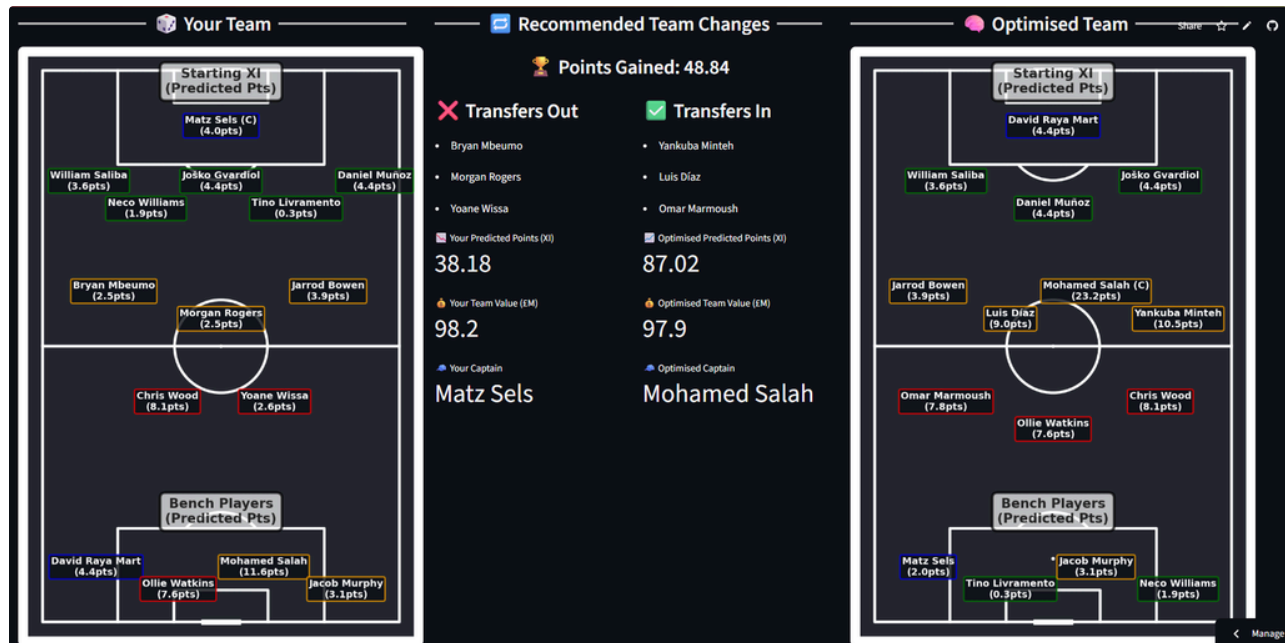 Your Team
Starting XI
(Predicted Pts)
Matz Sels (C)
(4.0pts)
William Saliba
(3.6pts)
Joško Gvardiol
(4.4pts)
Daniel Muñoz
(4.4pts)
Neco Williams
(1.9pts)
Tino Livramento
(0.3pts)
Bryan Mbeumo
(2.5pts)
Jarrod Bowen
(3.9pts)
Morgan Rogers
(2.5pts)
Chris Wood
(8.1pts)
Yoane Wissa
(2.6pts)
Bench Players
(Predicted Pts)
David Raya Mart
(4.4pts)
Mohamed Salah
(11.6pts)
Ollie Watkins
(7.6pts)
Jacob Murphy
(3.1pts)
Recommended Team Changes
Points Gained: 48.84
Transfers Out
• Bryan Mbeumo
• Morgan Rogers
• Yoane Wissa
Your Predicted Points (XI)
38.18
Your Team Value (£M)
98.2
Your Captain
Matz Sels
Transfers In
• Yankuba Minteh
• Luis Díaz
• Omar Marmoush
Optimised Predicted Points (XI)
87.02
Optimised Team Value (£M)
97.9
Optimised Captain
Mohamed Salah
Optimised Team
Share
Starting XI
(Predicted Pts)
David Raya Mart
(4.4pts)
William Saliba
(3.6pts)
Joško Gvardiol
(4.4pts)
Daniel Muñoz
(4.4pts)
Jarrod Bowen
(3.9pts)
Mohamed Salah (C)
(23.2pts)
Luis Díaz
(9.0pts)
Yankuba Minteh
(10.5pts)
Omar Marmoush
(7.8pts)
Chris Wood
(8.1pts)
Ollie Watkins
(7.6pts)
Bench Players
(Predicted Pts)
Matz Sels
(2.0pts)
Jacob Murphy
(3.1pts)
Tino Livramento
(0.3pts)
Neco Williams
(1.9pts)
Manage